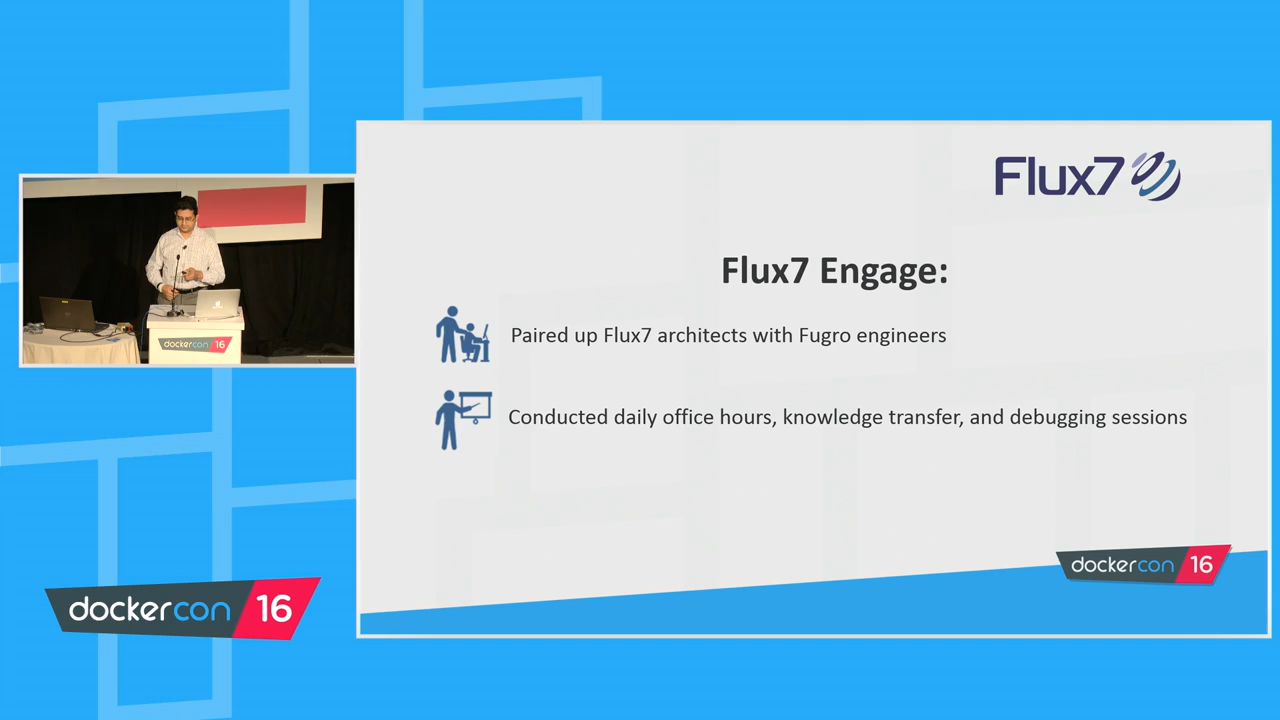 Flux7
Flux7 Engage:
Paired up Flux7 architects with Fugro engineers
Conducted daily office hours, knowledge transfer, and debugging sessions
dockercon 16
dockercon 16
dockercon 16